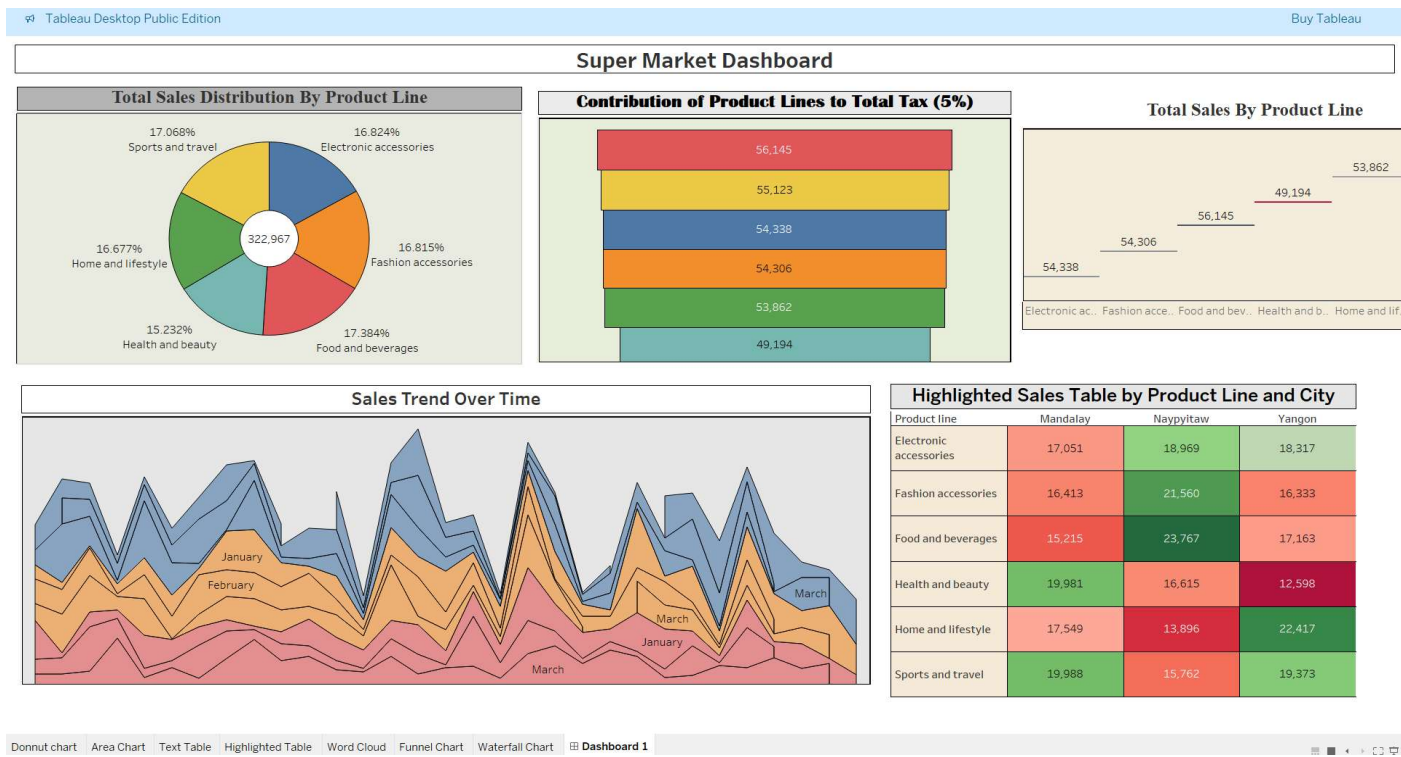 Tableau Desktop Public Edition
Buy Tableau
Super Market Dashboard
Total Sales Distribution By Product Line
17.068%
Sports and travel
16.824%
Electronic accessories
16.677%
Home and lifestyle
322,967
16.815%
Fashion accessories
15.232%
Health and beauty
17.384%
Food and beverages
Contribution of Product Lines to Total Tax (5%)
56,145
55,123
54,338
54,306
53,862
49,194
Total Sales By Product Line
53,862
49,194
56,145
54,306
54,338
Electronic ac.. Fashion acce.. Food and bev.. Health and b.. Home and lif.
Sales Trend Over Time
January
February
March
March
January
March
Highlighted Sales Table by Product Line and City
Product line Mandalay Naypyitaw Yangon
Electronic
accessories 17,051 18,969 18,317
Fashion accessories 16,413 21,560 16,333
Food and beverages 15,215 23,767 17,163
Health and beauty 19,981 16,615 12,598
Home and lifestyle 17,549 13,896 22,417
Sports and travel 19,988 15,762 19,373
Donnut chart Area Chart Text Table Highlighted Table Word Cloud Funnel Chart Waterfall Chart Dashboard 1